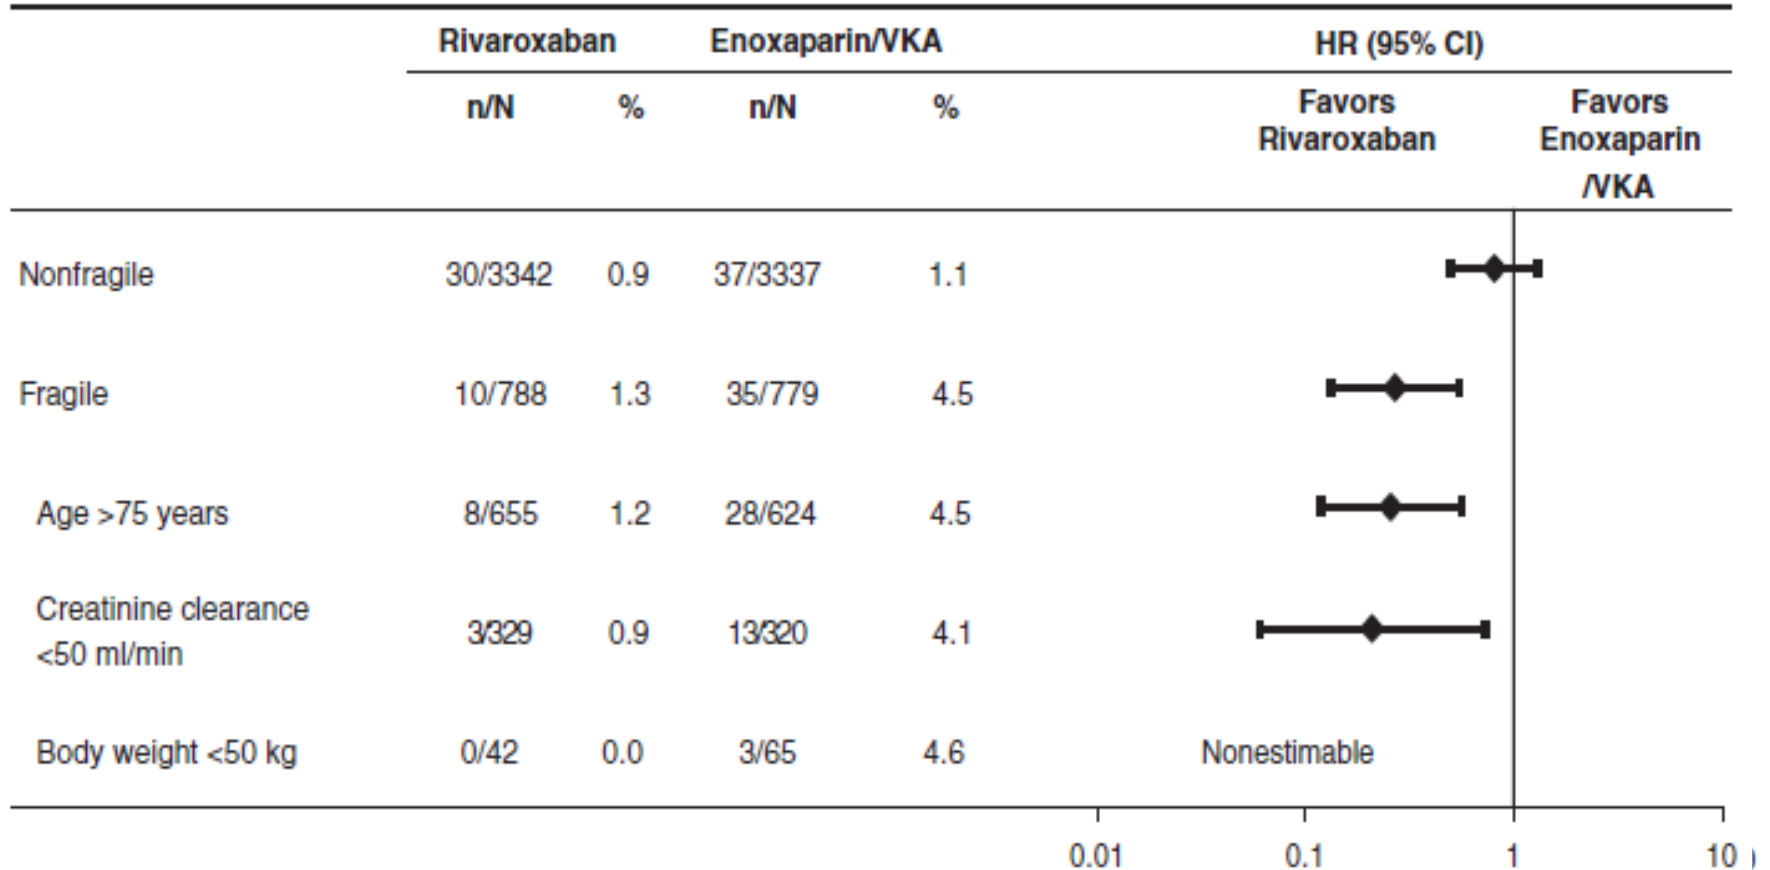 Rivaroxaban Enoxaparin/VKA HR (95% CI)
n/N % n/N % Favors Favors
Rivaroxaban Enoxaparin
/VKA
Nonfragile 30/3342 0.9 37/3337 1.1
Fragile 10/788 1.3 35/779 4.5
Age >75 years 8/655 1.2 28/624 4.5
Creatinine clearance
<50 ml/min 3/329 0.9 13/320 4.1
Body weight <50 kg 0/42 0.0 3/65 4.6 Nonestimable
0.01 0.1 1 10